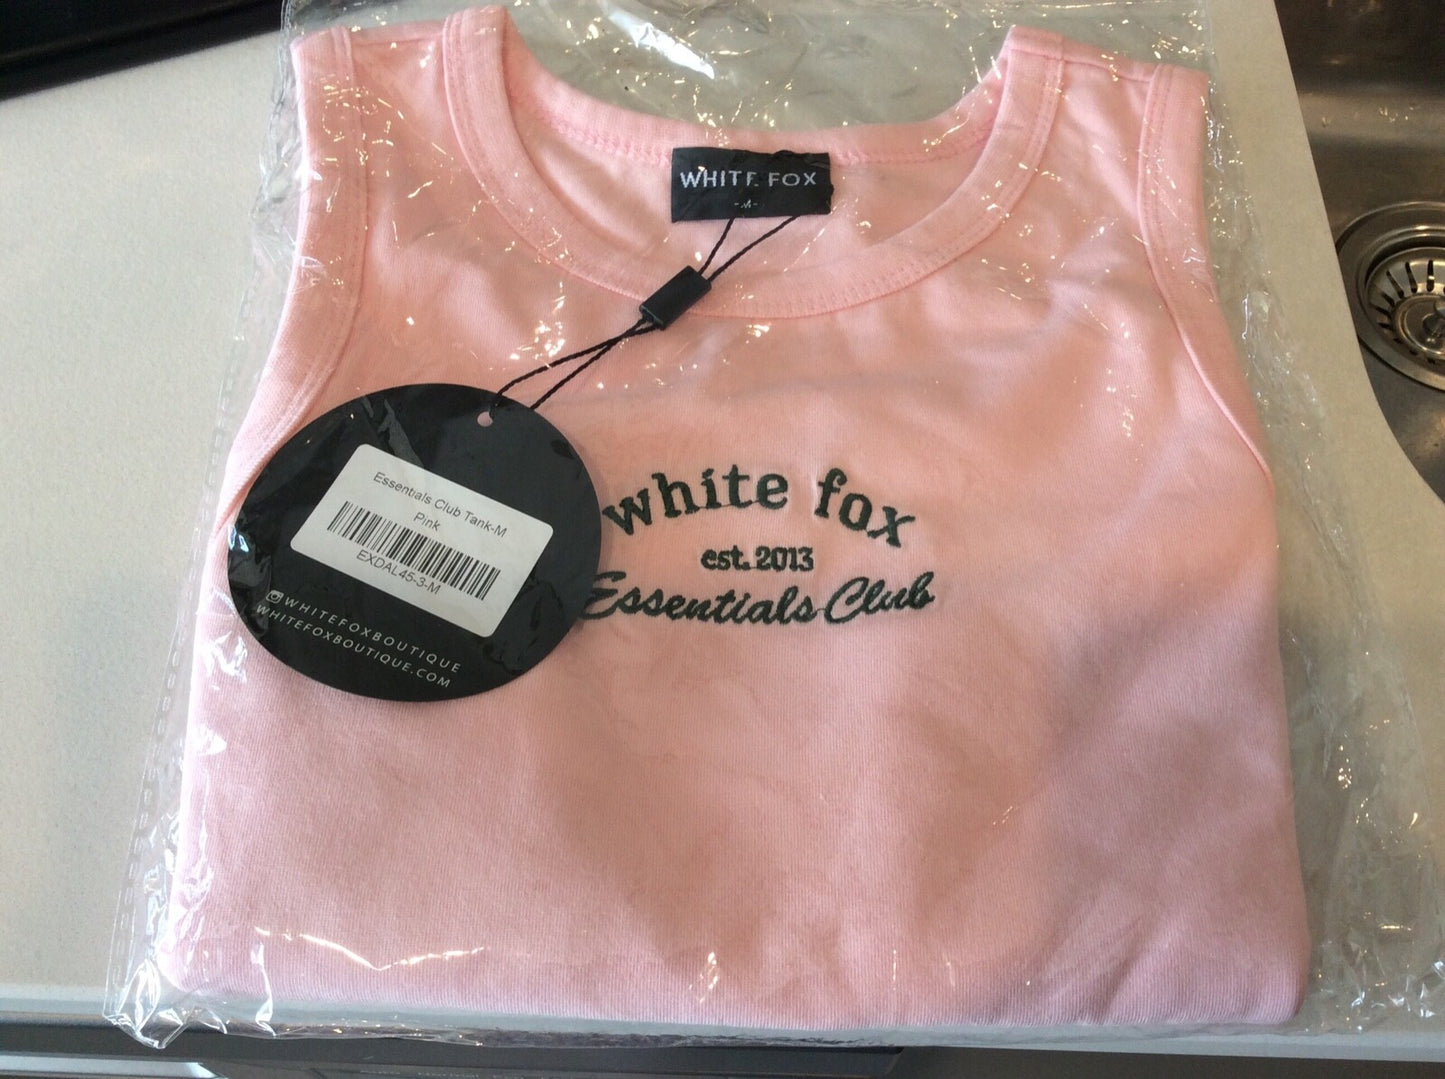 WHITE FOX
-M-
Essentials Club Tank-M
Pink
EXDAL45-3-M
WHITEFOXBOUTIQUE
WHITEFOXBOUTIQUE.COM
white fox
est. 2013
Essentials Club